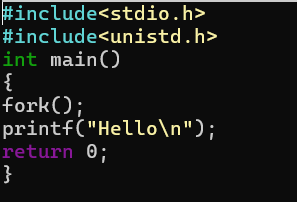 #include<stdio.h>
#include<unistd.h>
int main()
{
fork();
printf("Hello\n");
return 0;
}